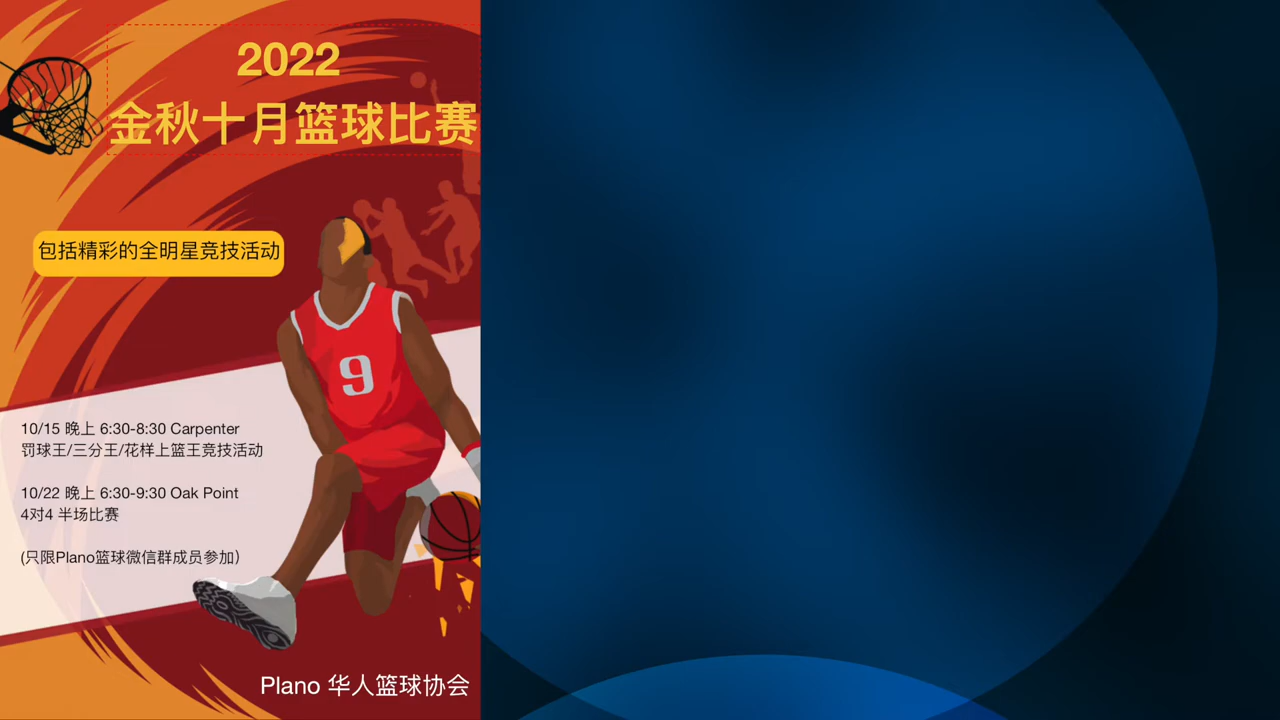 2022
金秋十月篮球比赛
包括精彩的全明星竞技活动
9
10/15 晚上 6:30-8:30 Carpenter
罚球王/三分王/花样上篮王竞技活动
10/22 晚上 6:30-9:30 Oak Point
4对4 半场比赛
(只限Plano篮球微信群成员参加）
Plano 华人篮球协会